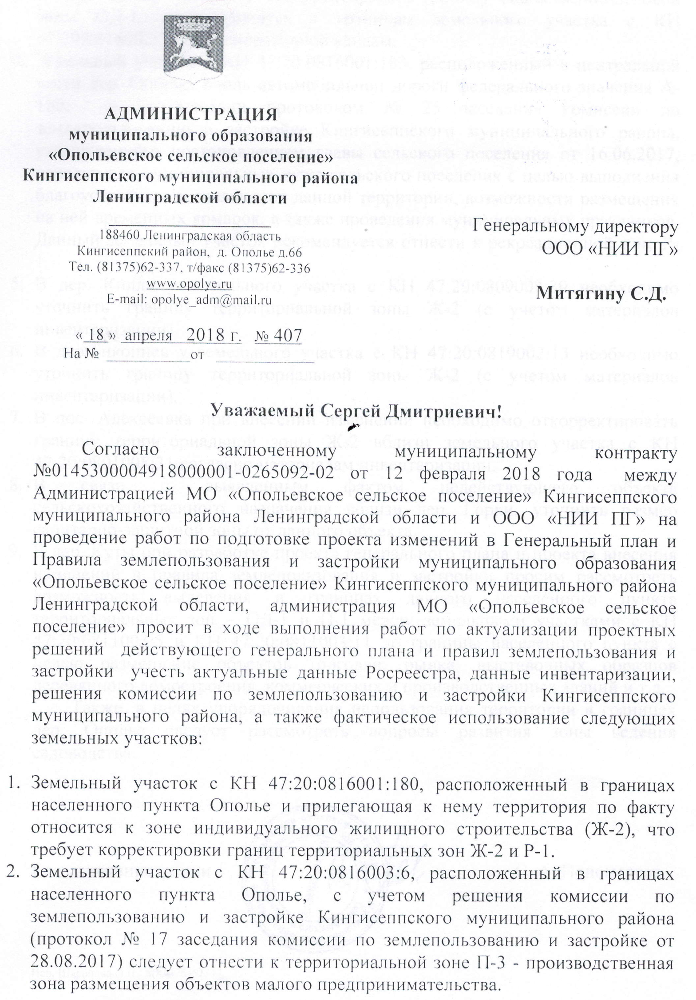 АДМИНИСТРАЦИЯ
муниципального образования
«Опольевское сельское поселение»
Кингисеппского муниципального района
Ленинградской области
188460 Ленинградская область
Кингисеппский район, д. Ополье д.66
Тел. (81375)62-337, т/факс (81375)62-336
www.opolye.ru
E-mail: opolye_adm@mail.ru
« 18 » апреля 2018 г. № 407
На № от
Генеральному директору
ООО «НИИ ПГ»
Митягину С.Д.
Уважаемый Сергей Дмитриевич!
Согласно заключенному муниципальному контракту
№0145300004918000001-0265092-02 от 12 февраля 2018 года между
Администрацией МО «Опольевское сельское поселение» Кингисеппского
муниципального района Ленинградской области и ООО «НИИ ПГ» на
проведение работ по подготовке проекта изменений в Генеральный план и
Правила землепользования и застройки муниципального образования
«Опольевское сельское поселение» Кингисеппского муниципального района
Ленинградской области, администрация МО «Опольевское сельское
поселение» просит в ходе выполнения работ по актуализации проектных
решений действующего генерального плана и правил землепользования и
застройки учесть актуальные данные Росреестра, данные инвентаризации,
решения комиссии по землепользованию и застройки Кингисеппского
муниципального района, а также фактическое использование следующих
земельных участков:
1. Земельный участок с КН 47:20:0816001:180, расположенный в границах
населенного пункта Ополье и прилегающая к нему территория по факту
относится к зоне индивидуального жилищного строительства (Ж-2), что
требует корректировки границ территориальных зон Ж-2 и Р-1.
2. Земельный участок с КН 47:20:0816003:6, расположенный в границах
населенного пункта Ополье, с учетом решения комиссии по
землепользованию и застройке Кингисеппского муниципального района
(протокол № 17 заседания комиссии по землепользованию и застройке от
28.08.2017) следует отнести к территориальной зоне П-3 - производственная
зона размещения объектов малого предпринимательства.